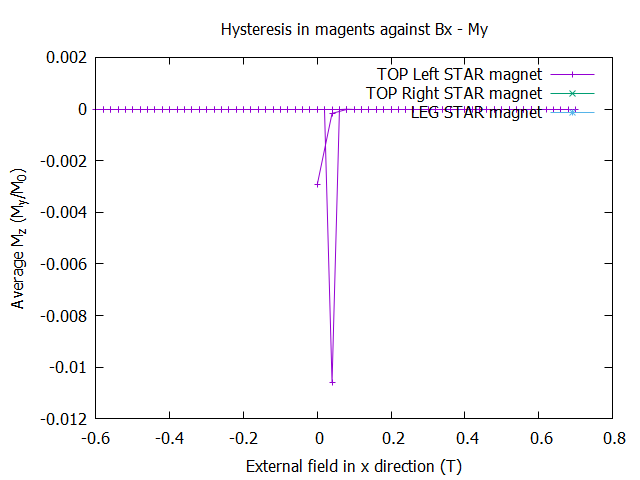 Hysteresis in magents against Bx - My
TOP Left STAR magnet
TOP Right STAR magnet
LEG STAR magnet
0.002
0
-0.002
-0.004
-0.006
-0.008
-0.01
-0.012
Average Mz (My/M0)
-0.6
-0.4
-0.2
0
0.2
0.4
0.6
0.8
External field in x direction (T)